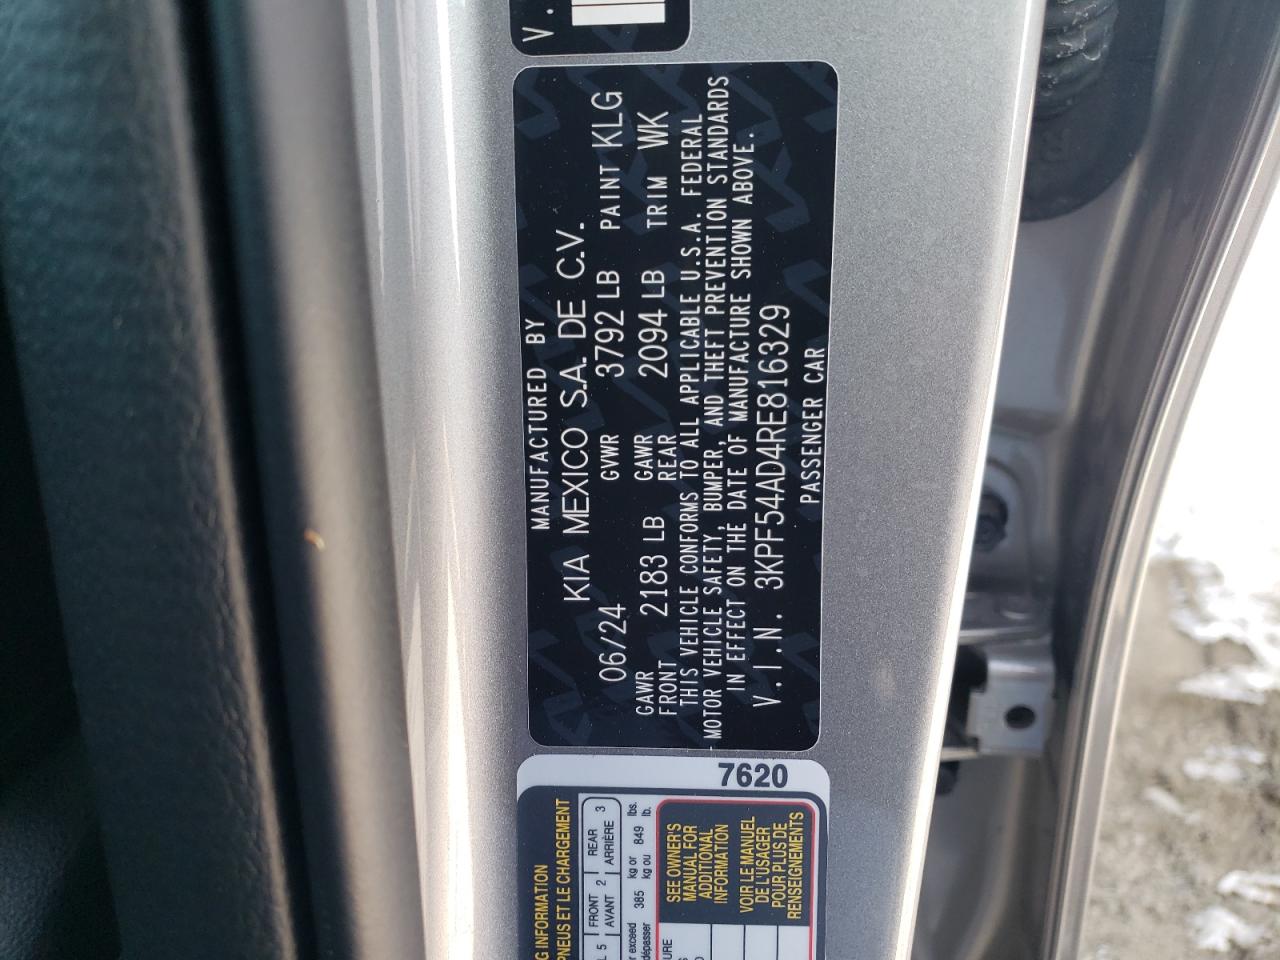 V.
MANUFACTURED BY
KIA MEXICO S.A. DE C.V.
06/24 GVWR 3792 LB PAINT KLG
GAWR FRONT 2183 LB GAWR REAR 2094 LB TRIM WK
THIS VEHICLE CONFORMS TO ALL APPLICABLE U.S.A. FEDERAL
MOTOR VEHICLE SAFETY, BUMPER, AND THEFT PREVENTION STANDARDS
IN EFFECT ON THE DATE OF MANUFACTURE SHOWN ABOVE.
V.I.N. 3KPF54AD4RE816329
PASSENGER CAR
7620
INFORMATION
PNEUS ET LE CHARGEMENT
5 FRONT 2 REAR 3
AVANT 2 ARRIÈRE 3
exceed 385 kg or 849 lbs.
dépasser kg ou lb.
SEE OWNER'S
MANUAL FOR
ADDITIONAL
INFORMATION
VOIR LE MANUEL
DE L'USAGER
POUR PLUS DE
RENSEIGNEMENTS